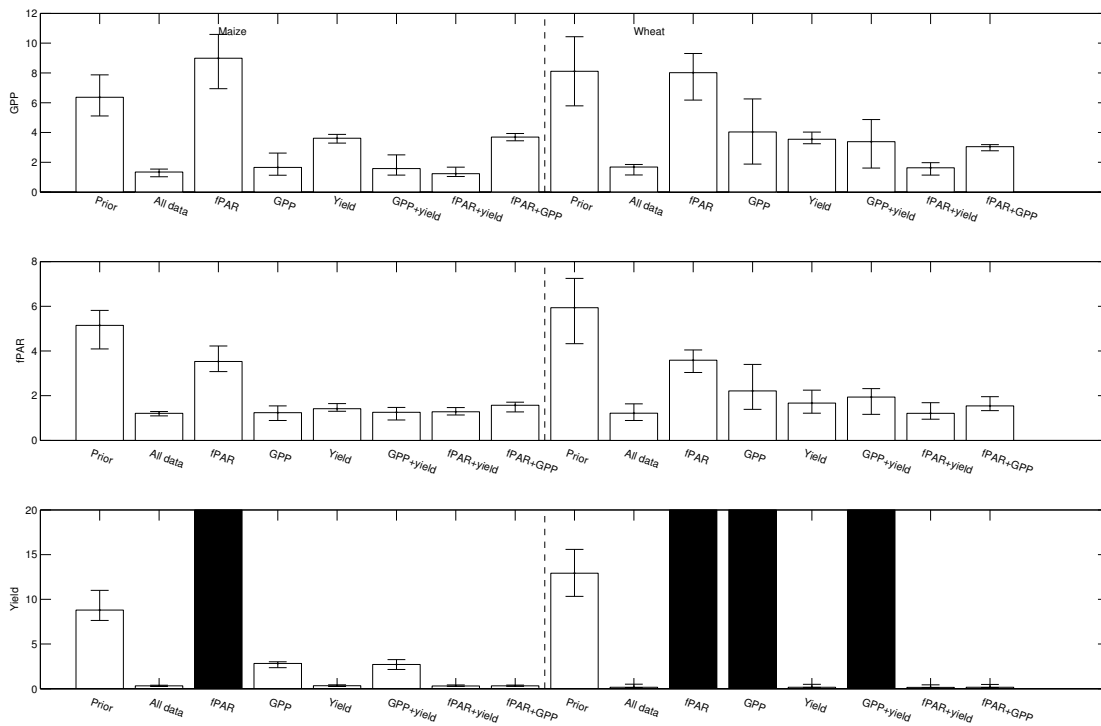 12
10
8
6
4
2
0
GPP
Maize
Wheat
Prior All data fPAR GPP Yield GPP+yield fPAR+yield fPAR+GPP Prior All data fPAR GPP Yield GPP+yield fPAR+yield fPAR+GPP
8
6
4
2
0
fPAR
Prior All data fPAR GPP Yield GPP+yield fPAR+yield fPAR+GPP Prior All data fPAR GPP Yield GPP+yield fPAR+yield fPAR+GPP
20
15
10
5
0
Yield
Prior All data fPAR GPP Yield GPP+yield fPAR+yield fPAR+GPP Prior All data fPAR GPP Yield GPP+yield fPAR+yield fPAR+GPP